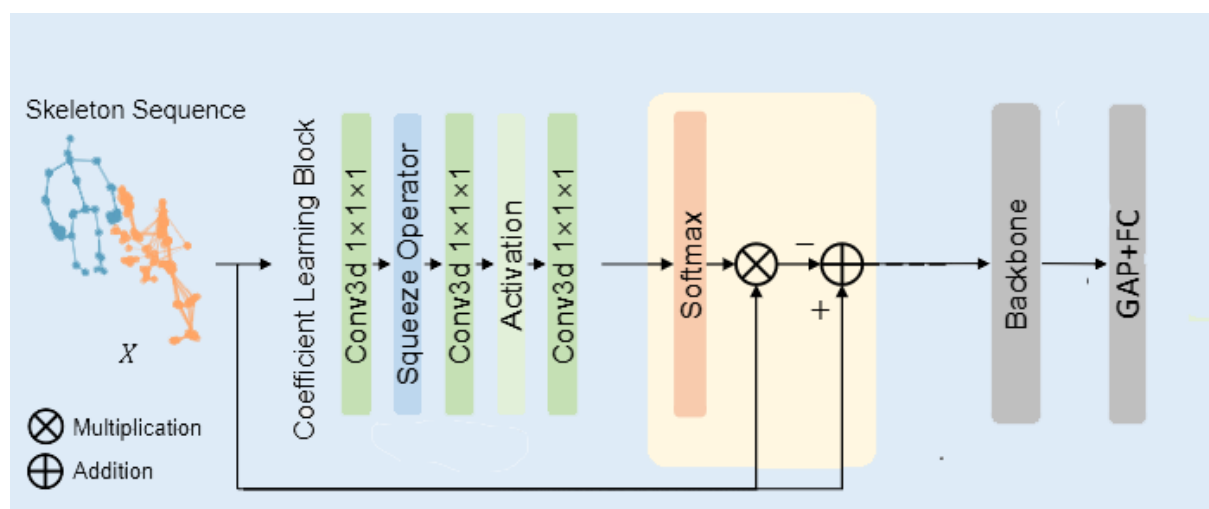 Skeleton Sequence
X
Multiplication
Addition
Coefficient Learning Block
Conv3d 1×1×1
Squeeze Operator
Conv3d 1×1×1
Activation
Conv3d 1×1×1
Softmax
−
+
Backbone
GAP+FC